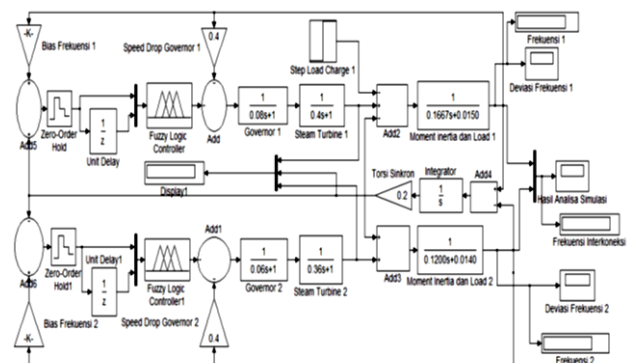 -K-
Bias Frekuensi 1
Speed Drop Governor 1
0.4
Step Load Charge 1
Frekuensi 1
Deviasi Frekuensi 1
Add5
Zero-Order
Hold
1
z
Unit Delay
Fuzzy Logic
Controller
Add
1
0.08s+1
Governor 1
1
0.4s+1
Steam Turbine 1
Add2
1
0.1667s+0.0150
Moment inertia dan Load 1
Display1
Torsi Sinkron
0.2
Integrator
1
s
Add4
Hasil Analisa Simulasi
Frekuensi Interkoneksi
Add6
Zero-Order
Hold1
Unit Delay1
1
z
Fuzzy Logic
Controller1
Add1
1
0.06s+1
Governor 2
1
0.36s+1
Steam Turbine 2
Add3
1
0.1200s+0.0140
Moment Inertia dan Load 2
Deviasi Frekuensi 2
-K-
Bias Frekuensi 2
Speed Drop Governor 2
0.4
Frekuensi 2